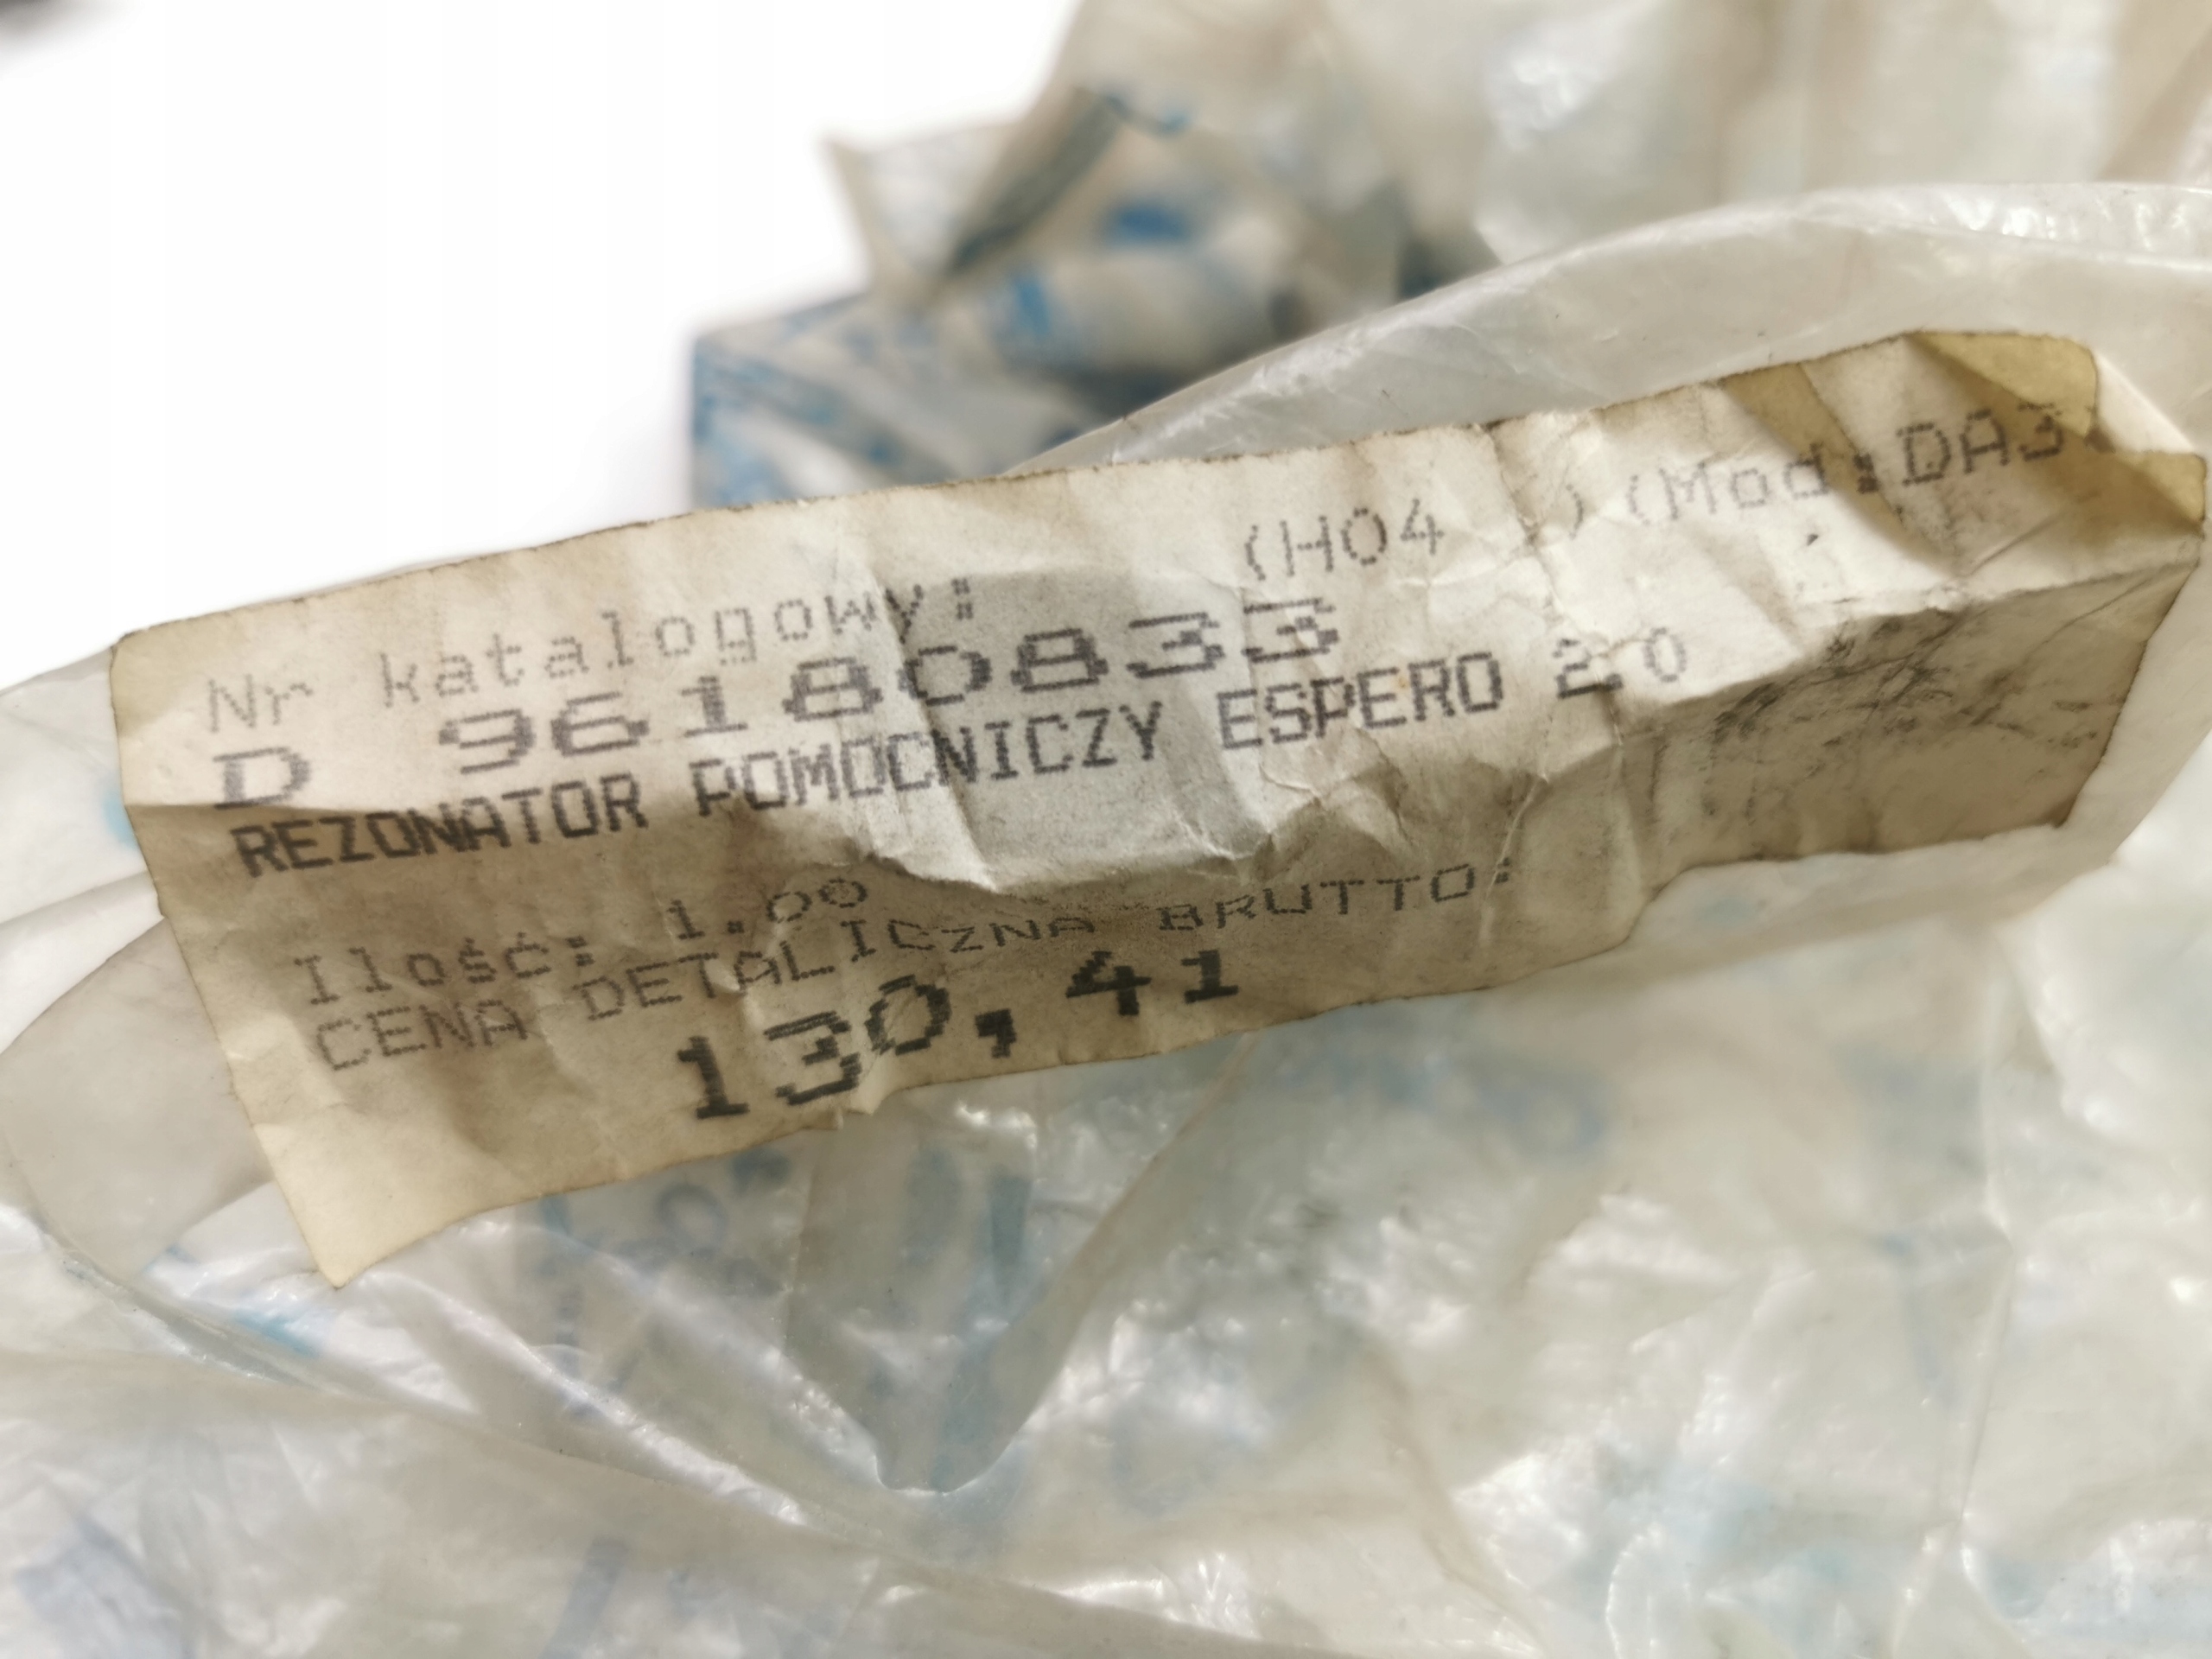 Nr katalogowy: (H04 ) (Mod:DA3
D 96180833
REZONATOR POMOCNICZY ESPERO 2.0
Ilość: 1.00
CENA DETALICZNA BRUTTO:
130,41